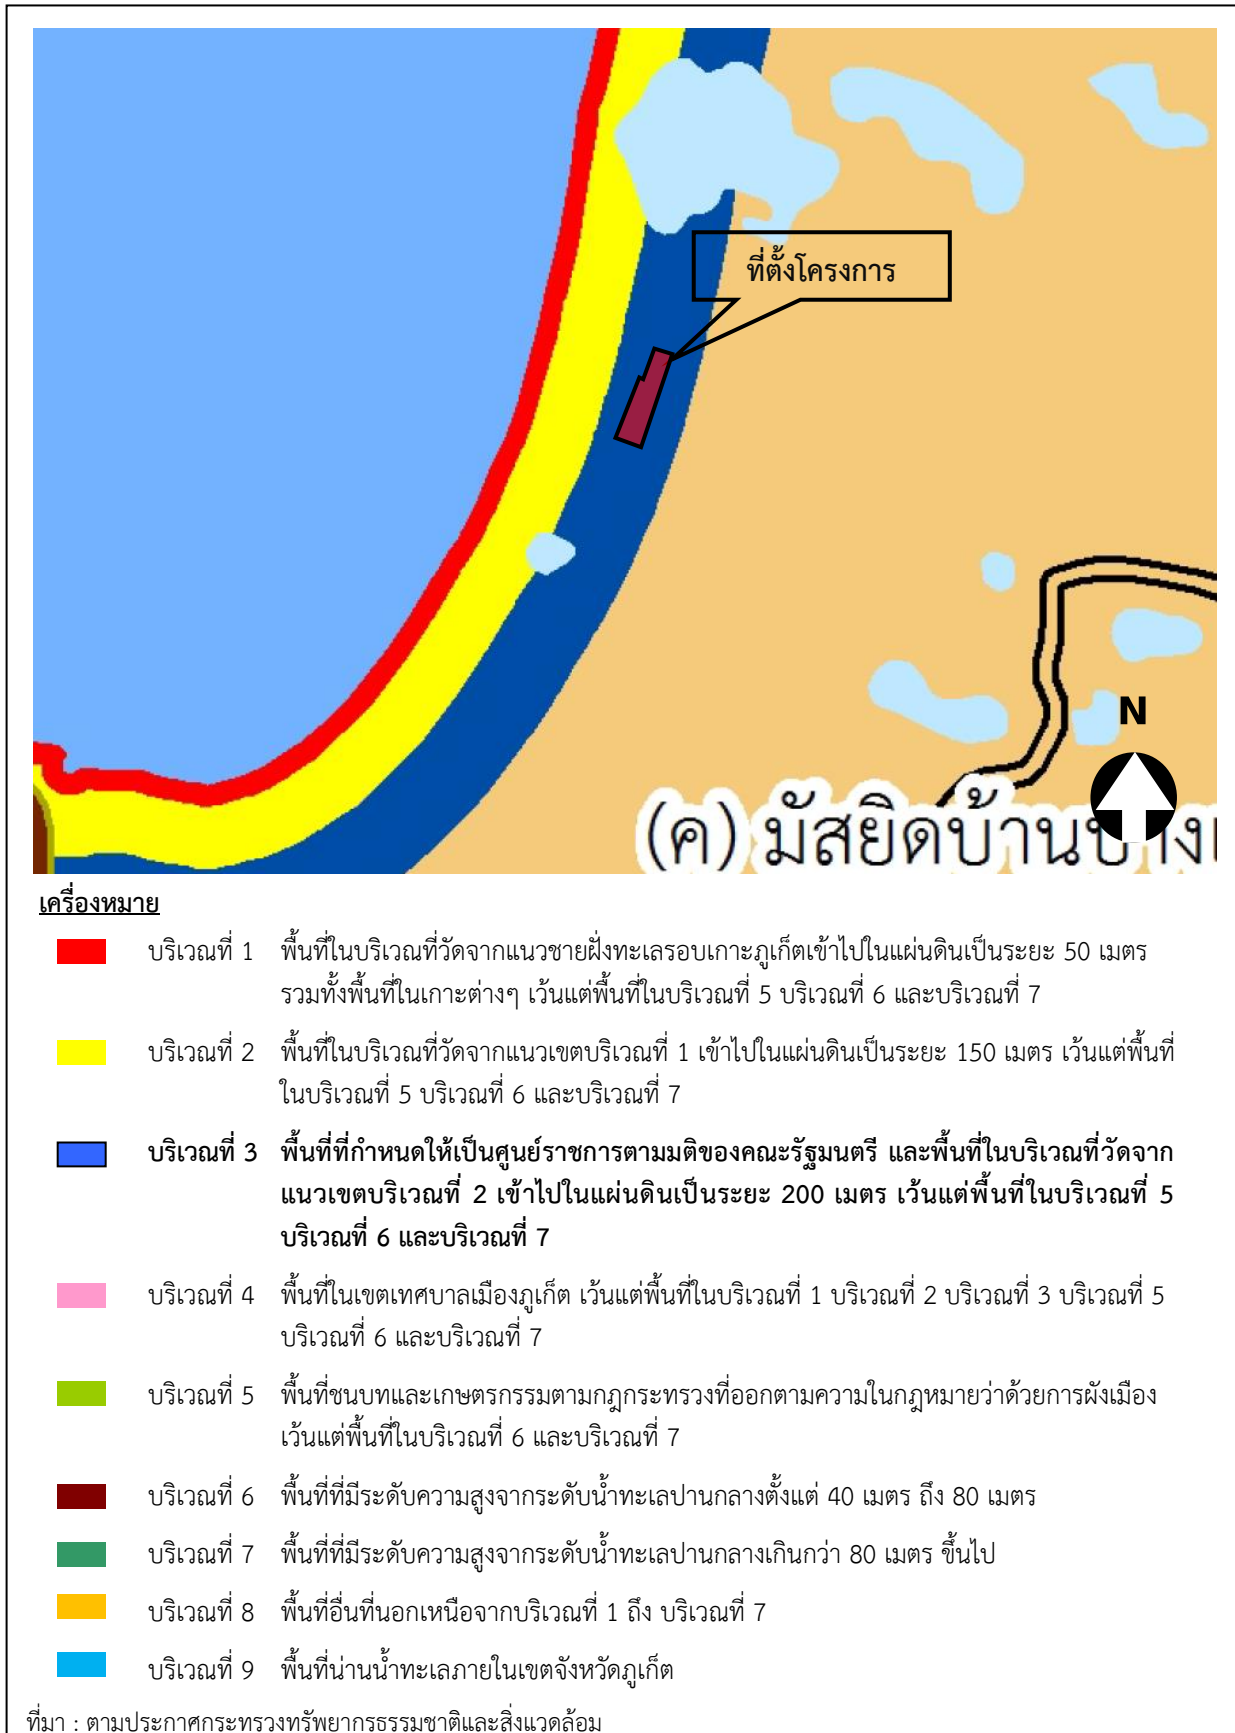 ที่ตั้งโครงการ
N
(ค) มัสยิดบ้านบางเ
เครื่องหมาย
บริเวณที่ 1 พื้นที่ในบริเวณที่วัดจากแนวชายฝั่งทะเลรอบเกาะภูเก็ตเข้าไปในแผ่นดินเป็นระยะ 50 เมตร
รวมทั้งพื้นที่ในเกาะต่างๆ เว้นแต่พื้นที่ในบริเวณที่ 5 บริเวณที่ 6 และบริเวณที่ 7
บริเวณที่ 2 พื้นที่ในบริเวณที่วัดจากแนวเขตบริเวณที่ 1 เข้าไปในแผ่นดินเป็นระยะ 150 เมตร เว้นแต่พื้นที่
ในบริเวณที่ 5 บริเวณที่ 6 และบริเวณที่ 7
บริเวณที่ 3 พื้นที่ที่กำหนดให้เป็นศูนย์ราชการตามมติของคณะรัฐมนตรี และพื้นที่ในบริเวณที่วัดจาก
แนวเขตบริเวณที่ 2 เข้าไปในแผ่นดินเป็นระยะ 200 เมตร เว้นแต่พื้นที่ในบริเวณที่ 5
บริเวณที่ 6 และบริเวณที่ 7
บริเวณที่ 4 พื้นที่ในเขตเทศบาลเมืองภูเก็ต เว้นแต่พื้นที่ในบริเวณที่ 1 บริเวณที่ 2 บริเวณที่ 3 บริเวณที่ 5
บริเวณที่ 6 และบริเวณที่ 7
บริเวณที่ 5 พื้นที่ชนบทและเกษตรกรรมตามกฎกระทรวงที่ออกตามความในกฎหมายว่าด้วยการผังเมือง
เว้นแต่พื้นที่ในบริเวณที่ 6 และบริเวณที่ 7
บริเวณที่ 6 พื้นที่ที่มีระดับความสูงจากระดับน้ำทะเลปานกลางตั้งแต่ 40 เมตร ถึง 80 เมตร
บริเวณที่ 7 พื้นที่ที่มีระดับความสูงจากระดับน้ำทะเลปานกลางเกินกว่า 80 เมตร ขึ้นไป
บริเวณที่ 8 พื้นที่อื่นที่นอกเหนือจากบริเวณที่ 1 ถึง บริเวณที่ 7
บริเวณที่ 9 พื้นที่น่านน้ำทะเลภายในเขตจังหวัดภูเก็ต
ที่มา : ตามประกาศกระทรวงทรัพยากรธรรมชาติและสิ่งแวดล้อม